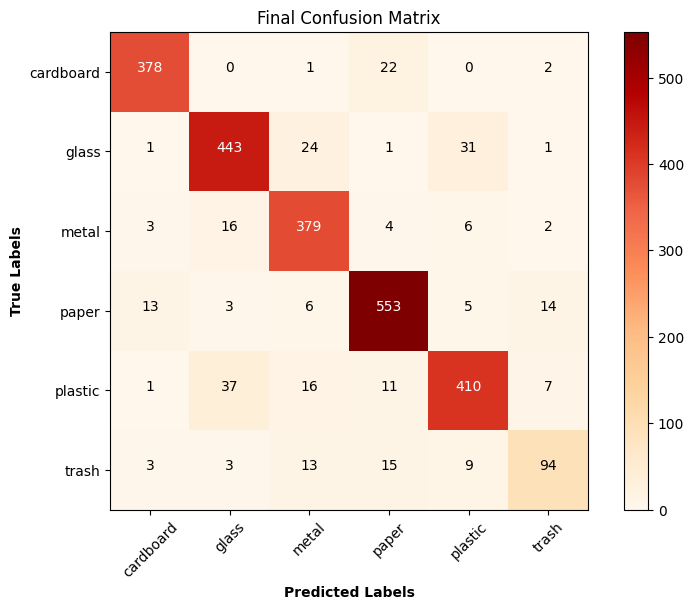 Final Confusion Matrix
True Labels
cardboard 378 0 1 22 0 2
glass 1 443 24 1 31 1
metal 3 16 379 4 6 2
paper 13 3 6 553 5 14
plastic 1 37 16 11 410 7
trash 3 3 13 15 9 94
cardboard glass metal paper plastic trash
Predicted Labels
500
400
300
200
100
0